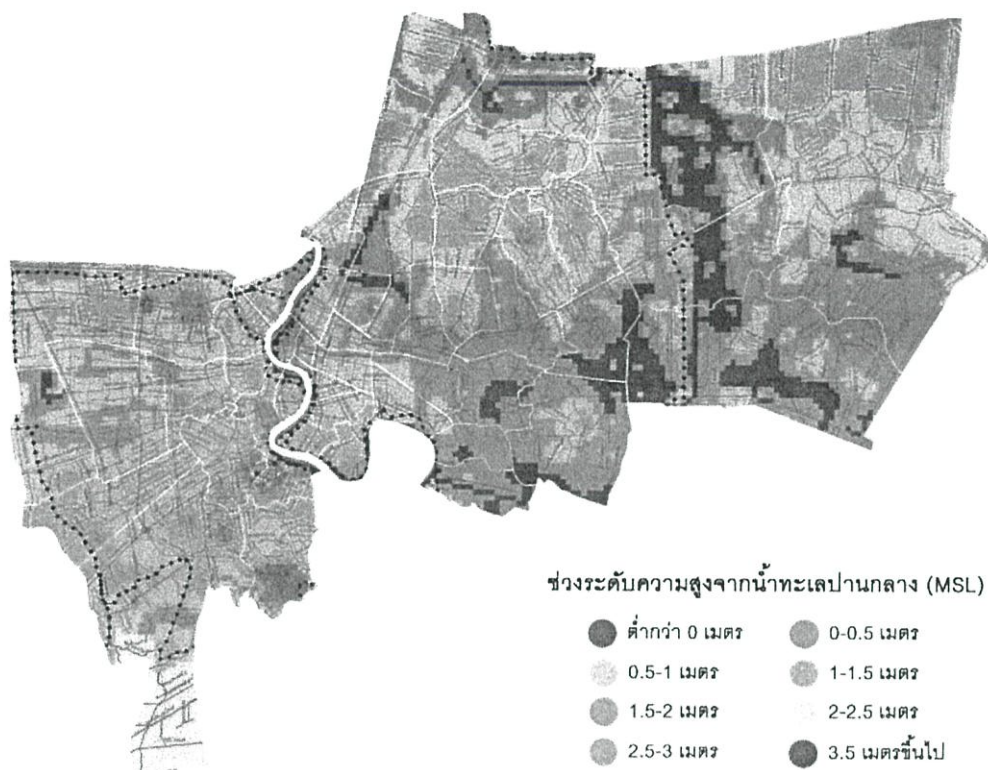 ช่วงระดับความสูงจากน้ำทะเลปานกลาง (MSL)
ต่ำกว่า 0 เมตร
0-0.5 เมตร
0.5-1 เมตร
1-1.5 เมตร
1.5-2 เมตร
2-2.5 เมตร
2.5-3 เมตร
3.5 เมตรขึ้นไป